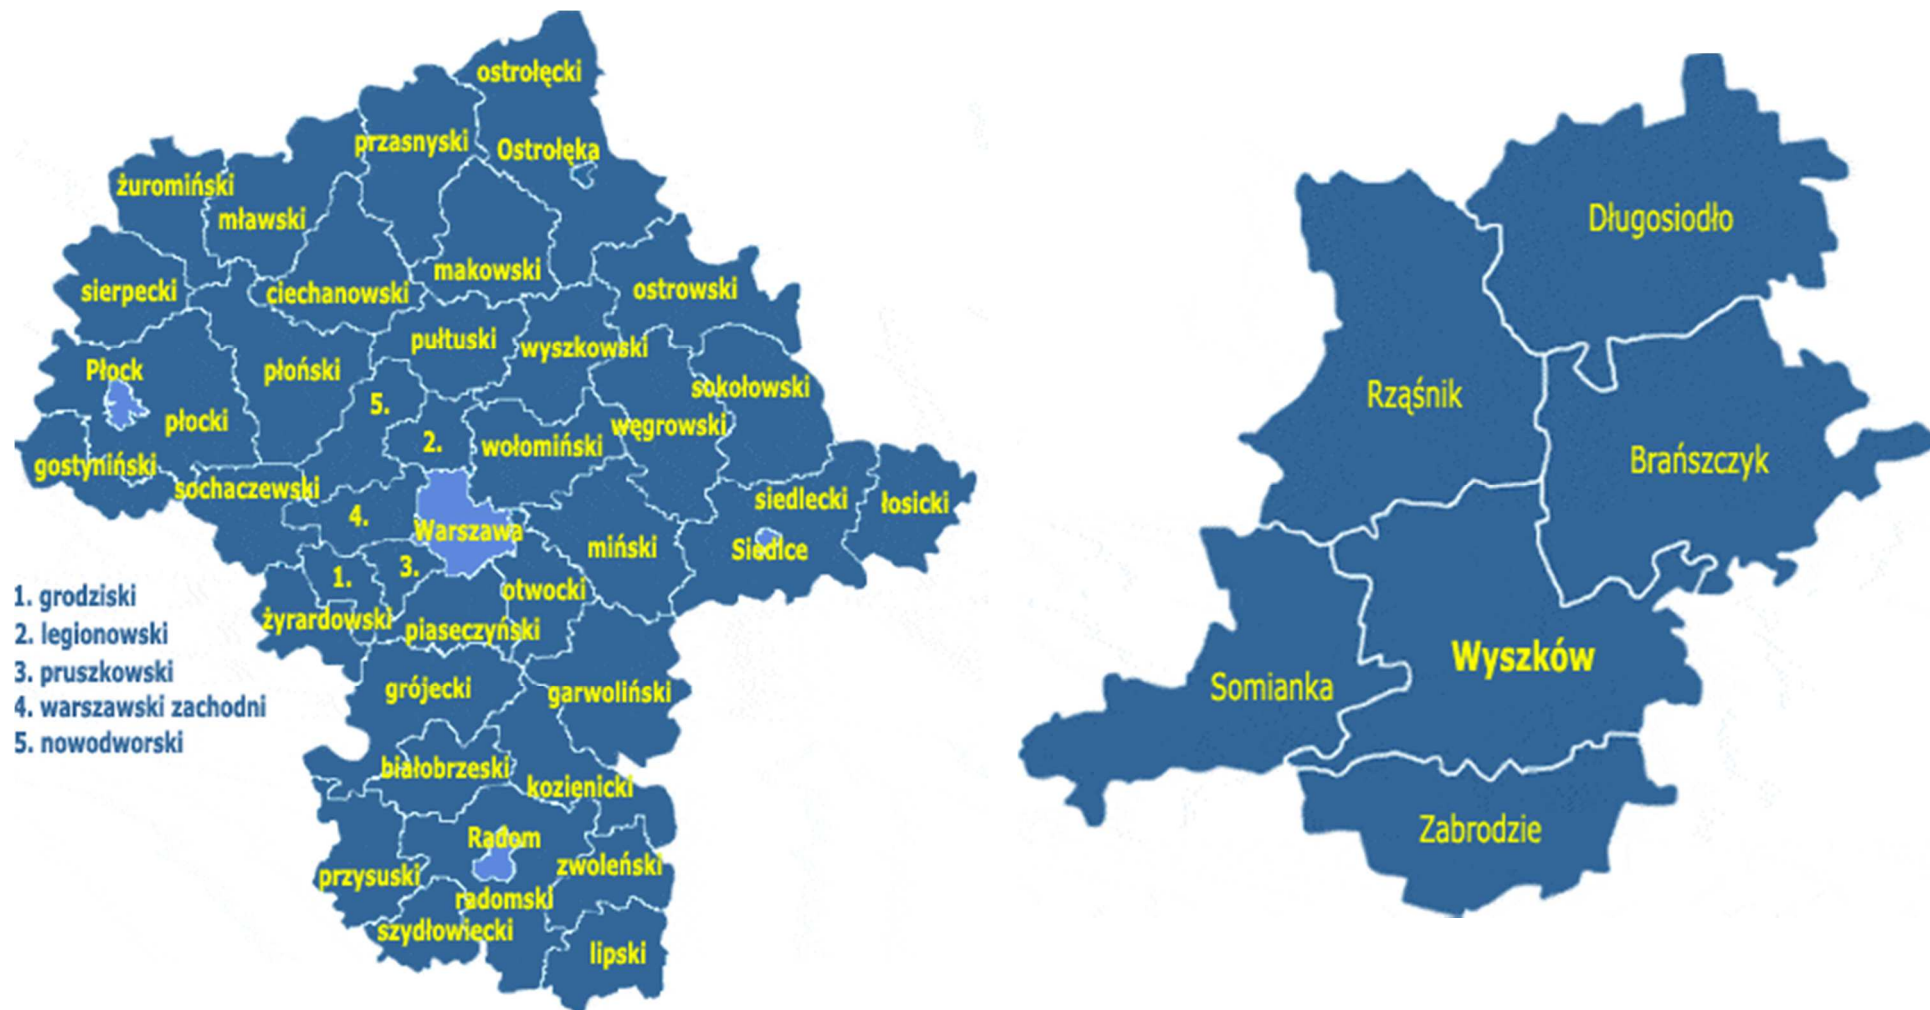 ostrołęcki
przasnyski
Ostrołęka
żuromiński
mławski
makowski
sierpecki
ciechanowski
ostrowski
pułtuski
wyszkowski
Płock
płoński
sokołowski
5.
płocki
węgrowski
2.
wołomiński
gostyniński
sochaczewski
siedlecki
łosicki
4.
Warszawa
miński
Siedlce
3.
1.
otwocki
żyrardowski
piaseczyński
grójecki
garwoliński
białobrzeski
kozienicki
Radom
zwoleński
przysuski
radomski
szydłowiecki
lipski
1. grodziski
2. legionowski
3. pruszkowski
4. warszawski zachodni
5. nowodworski
Długosiodło
Rząśnik
Brańszczyk
Wyszków
Somianka
Zabrodzie